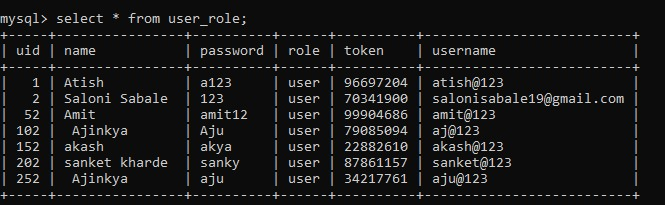 mysql> select * from user_role;
+-----+----------------+----------+------+----------+--------------------------+
| uid | name           | password | role | token    | username                 |
+-----+----------------+----------+------+----------+--------------------------+
|   1 | Atish          | a123     | user | 96697204 | atish@123                |
|   2 | Saloni Sabale  | 123      | user | 70341900 | salonisabale19@gmail.com |
|  52 | Amit           | amit12   | user | 99904686 | amit@123                 |
| 102 |  Ajinkya       | Aju      | user | 79085094 | aj@123                   |
| 152 | akash          | akya     | user | 22882610 | akash@123                |
| 202 | sanket kharde  | sanky    | user | 87861157 | sanket@123               |
| 252 |  Ajinkya       | aju      | user | 34217761 | aju@123                  |
+-----+----------------+----------+------+----------+--------------------------+